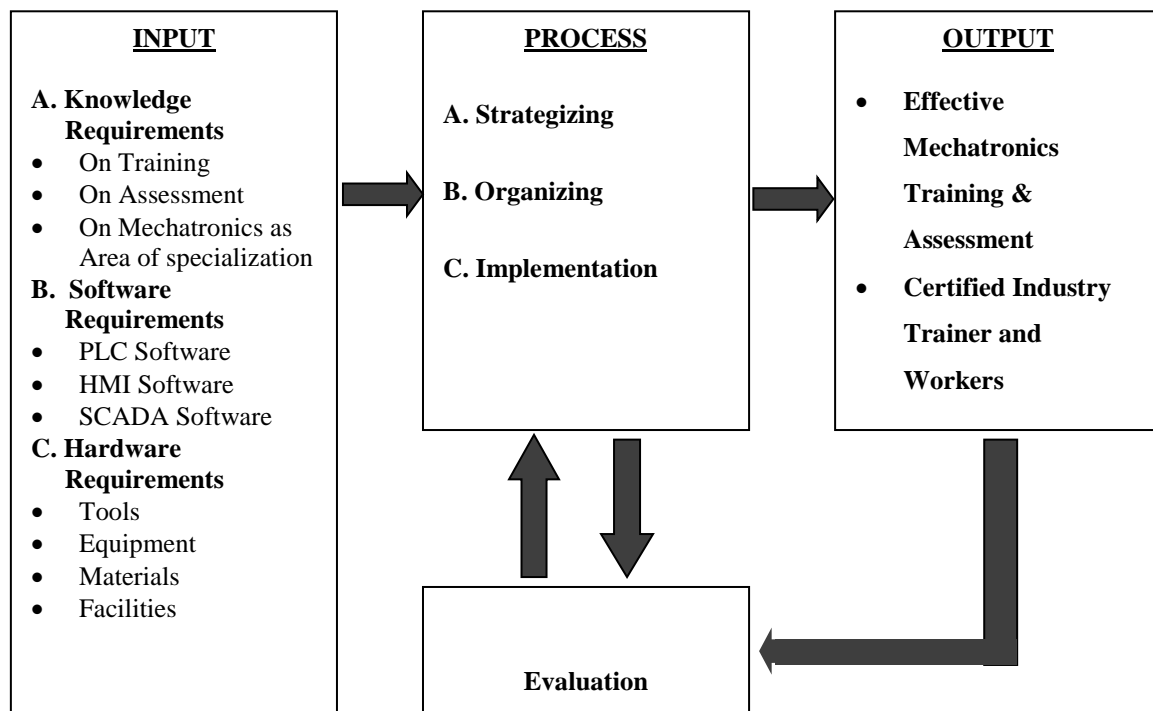 INPUT
A. Knowledge
Requirements
• On Training
• On Assessment
• On Mechatronics as
Area of specialization
B. Software
Requirements
• PLC Software
• HMI Software
• SCADA Software
C. Hardware
Requirements
• Tools
• Equipment
• Materials
• Facilities
PROCESS
A. Strategizing
B. Organizing
C. Implementation
OUTPUT
• Effective
Mechatronics
Training &
Assessment
• Certified Industry
Trainer and
Workers
Evaluation